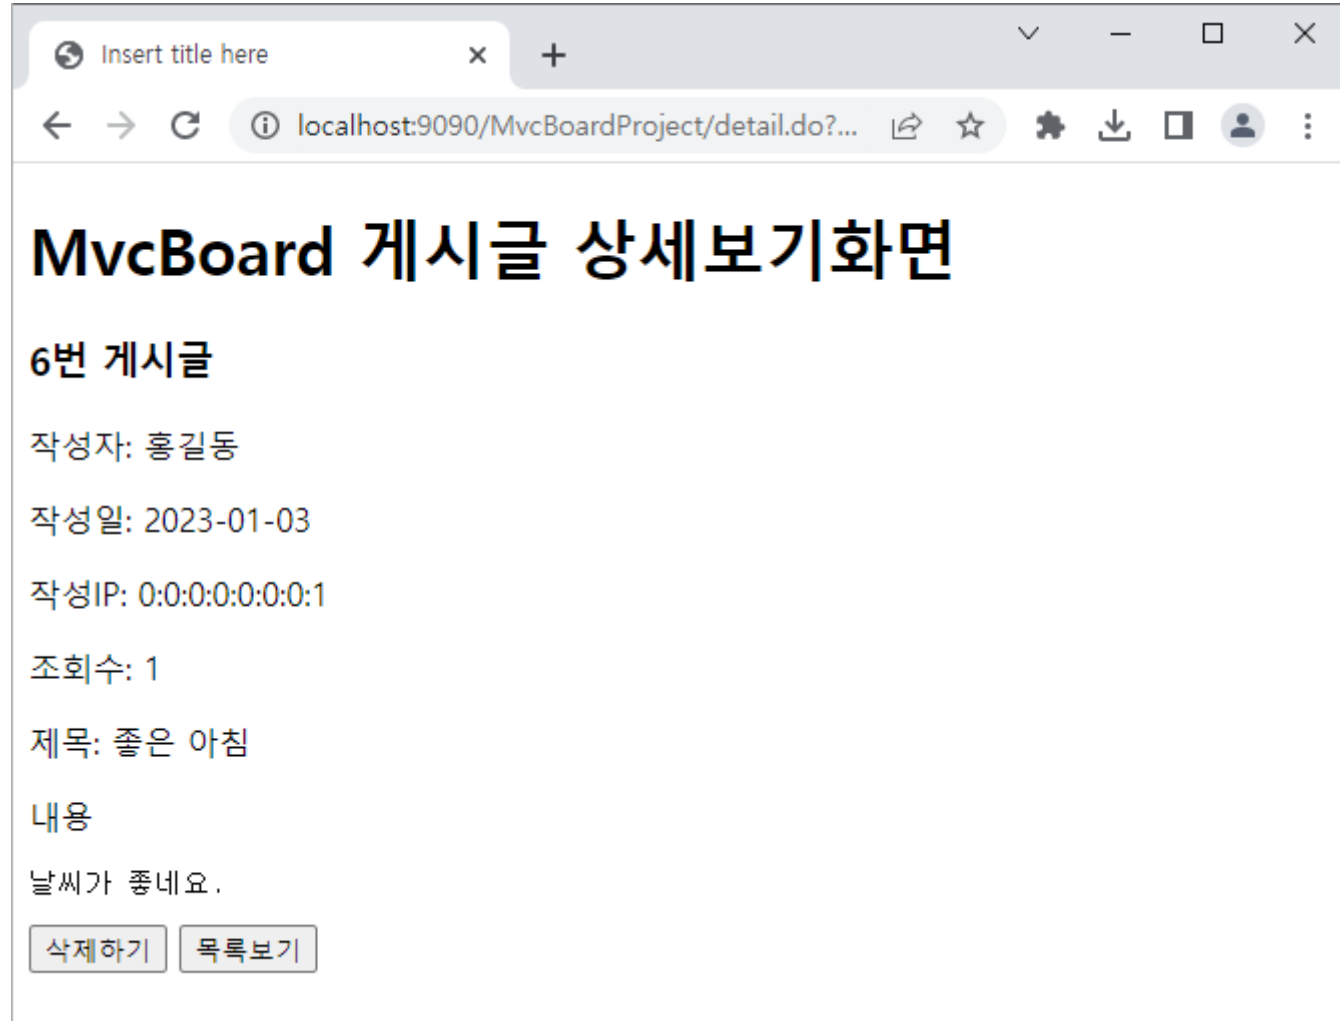 Insert title here
localhost:9090/MvcBoardProject/detail.do?...
MvcBoard 게시글 상세보기화면
6번 게시글
작성자: 홍길동
작성일: 2023-01-03
작성IP: 0:0:0:0:0:0:0:1
조회수: 1
제목: 좋은 아침
내용
날씨가 좋네요.
삭제하기 목록보기